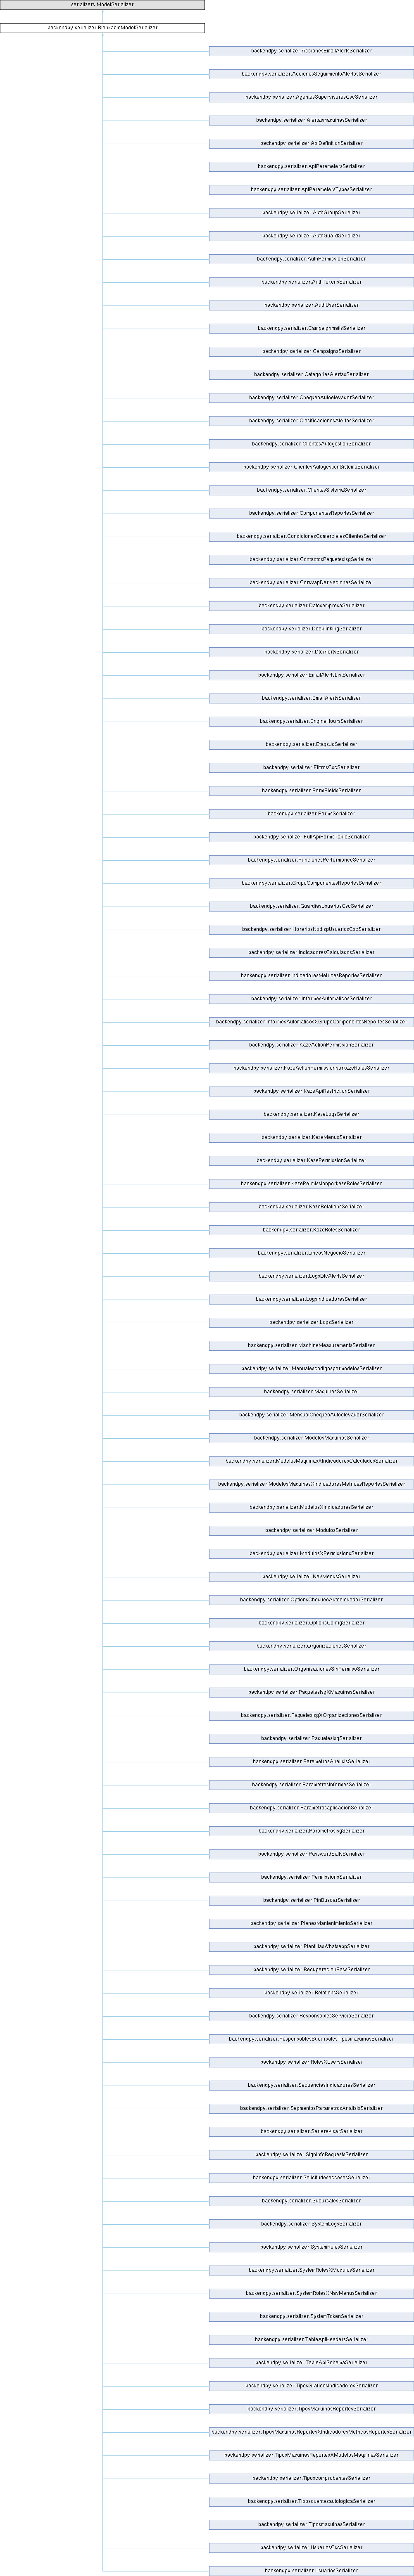 serializers.ModelSerializer
backendpy.serializer.BlankableModelSerializer
backendpy.serializer.AccionesEmailAlertsSerializer
backendpy.serializer.AccionesSeguimientoAlertasSerializer
backendpy.serializer.AgentesSupervisoresCscSerializer
backendpy.serializer.AlertasmaquinasSerializer
backendpy.serializer.ApiDefinitionSerializer
backendpy.serializer.ApiParametersSerializer
backendpy.serializer.ApiParametersTypesSerializer
backendpy.serializer.AuthGroupSerializer
backendpy.serializer.AuthGuardSerializer
backendpy.serializer.AuthPermissionSerializer
backendpy.serializer.AuthTokensSerializer
backendpy.serializer.AuthUserSerializer
backendpy.serializer.CampaignmailsSerializer
backendpy.serializer.CampaignsSerializer
backendpy.serializer.CategoriasAlertasSerializer
backendpy.serializer.ChequeoAutoelevadorSerializer
backendpy.serializer.ClasificacionesAlertasSerializer
backendpy.serializer.ClientesAutogestionSerializer
backendpy.serializer.ClientesAutogestionSistemaSerializer
backendpy.serializer.ClientesSistemaSerializer
backendpy.serializer.ComponentesReportesSerializer
backendpy.serializer.CondicionesComercialesClientesSerializer
backendpy.serializer.ContactosPaquetesisgSerializer
backendpy.serializer.CorvvapDerivacionesSerializer
backendpy.serializer.DatosempresaSerializer
backendpy.serializer.DeeplinkingSerializer
backendpy.serializer.DtcAlertsSerializer
backendpy.serializer.EmailAlertsListSerializer
backendpy.serializer.EmailAlertsSerializer
backendpy.serializer.EngineHoursSerializer
backendpy.serializer.EtagsJdSerializer
backendpy.serializer.FiltrosCscSerializer
backendpy.serializer.FormFieldsSerializer
backendpy.serializer.FormsSerializer
backendpy.serializer.FullApiFormsTableSerializer
backendpy.serializer.FuncionesPerformanceSerializer
backendpy.serializer.GrupoComponentesReportesSerializer
backendpy.serializer.GuardiasUsuariosCscSerializer
backendpy.serializer.HorariosNodispUsuariosCscSerializer
backendpy.serializer.IndicadoresCalculadosSerializer
backendpy.serializer.IndicadoresMetricasReportesSerializer
backendpy.serializer.InformesAutomaticosSerializer
backendpy.serializer.InformesAutomaticosXGrupoComponentesReportesSerializer
backendpy.serializer.KazeActionPermissionSerializer
backendpy.serializer.KazeActionPermissionporkazeRolesSerializer
backendpy.serializer.KazeApiRestrictionSerializer
backendpy.serializer.KazeLogsSerializer
backendpy.serializer.KazeMenusSerializer
backendpy.serializer.KazePermissionSerializer
backendpy.serializer.KazePermissionporkazeRolesSerializer
backendpy.serializer.KazeRelationsSerializer
backendpy.serializer.KazeRolesSerializer
backendpy.serializer.LineasNegocioSerializer
backendpy.serializer.LogsDtcAlertsSerializer
backendpy.serializer.LogsIndicadoresSerializer
backendpy.serializer.LogsSerializer
backendpy.serializer.MachineMeasurementsSerializer
backendpy.serializer.ManualescodigospormodelosSerializer
backendpy.serializer.MaquinasSerializer
backendpy.serializer.MensualChequeoAutoelevadorSerializer
backendpy.serializer.ModelosMaquinasSerializer
backendpy.serializer.ModelosMaquinasXIndicadoresCalculadosSerializer
backendpy.serializer.ModelosMaquinasXIndicadoresMetricasReportesSerializer
backendpy.serializer.ModelosXIndicadoresSerializer
backendpy.serializer.ModulosSerializer
backendpy.serializer.ModulosXPermissionsSerializer
backendpy.serializer.NavMenusSerializer
backendpy.serializer.OptionsChequeoAutoelevadorSerializer
backendpy.serializer.OptionsConfigSerializer
backendpy.serializer.OrganizacionesSerializer
backendpy.serializer.OrganizacionesSinPermisoSerializer
backendpy.serializer.PaquetesIsgXMaquinasSerializer
backendpy.serializer.PaquetesIsgXOrganizacionesSerializer
backendpy.serializer.PaquetesisgSerializer
backendpy.serializer.ParametrosAnalisisSerializer
backendpy.serializer.ParametrosInformesSerializer
backendpy.serializer.ParametrosaplicacionSerializer
backendpy.serializer.ParametrosisgSerializer
backendpy.serializer.PasswordSaltsSerializer
backendpy.serializer.PermissionsSerializer
backendpy.serializer.PinBuscarSerializer
backendpy.serializer.PlanesMantenimientoSerializer
backendpy.serializer.PlantillasWhatsappSerializer
backendpy.serializer.RecuperacionPassSerializer
backendpy.serializer.RelationsSerializer
backendpy.serializer.ResponsablesServicioSerializer
backendpy.serializer.ResponsablesSucursalesTiposmaquinasSerializer
backendpy.serializer.RolesXUsersSerializer
backendpy.serializer.SecuenciasIndicadoresSerializer
backendpy.serializer.SegmentosParametrosAnalisisSerializer
backendpy.serializer.SerierevisarSerializer
backendpy.serializer.SignInfoRequestsSerializer
backendpy.serializer.SolicitudesaccesosSerializer
backendpy.serializer.SucursalesSerializer
backendpy.serializer.SystemLogsSerializer
backendpy.serializer.SystemRolesSerializer
backendpy.serializer.SystemRolesXModulosSerializer
backendpy.serializer.SystemRolesXNavMenusSerializer
backendpy.serializer.SystemTokenSerializer
backendpy.serializer.TableApiHeadersSerializer
backendpy.serializer.TableApiSchemaSerializer
backendpy.serializer.TiposGraficosIndicadoresSerializer
backendpy.serializer.TiposMaquinasReportesSerializer
backendpy.serializer.TiposMaquinasReportesXIndicadoresMetricasReportesSerializer
backendpy.serializer.TiposMaquinasReportesXModelosMaquinasSerializer
backendpy.serializer.TiposcomprobantesSerializer
backendpy.serializer.TiposcuentasautologicaSerializer
backendpy.serializer.TiposmaquinasSerializer
backendpy.serializer.UsuariosCscSerializer
backendpy.serializer.UsuariosSerializer